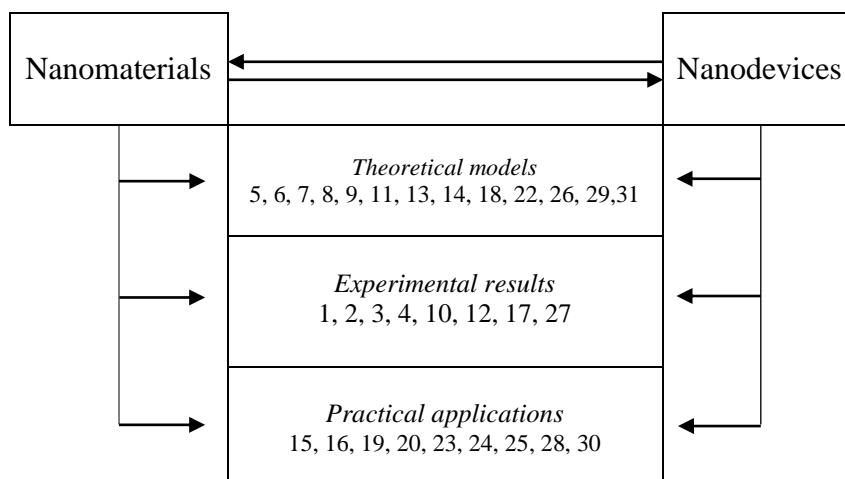 Nanomaterials
Nanodevices
Theoretical models
5, 6, 7, 8, 9, 11, 13, 14, 18, 22, 26, 29,31
Experimental results
1, 2, 3, 4, 10, 12, 17, 27
Practical applications
15, 16, 19, 20, 23, 24, 25, 28, 30